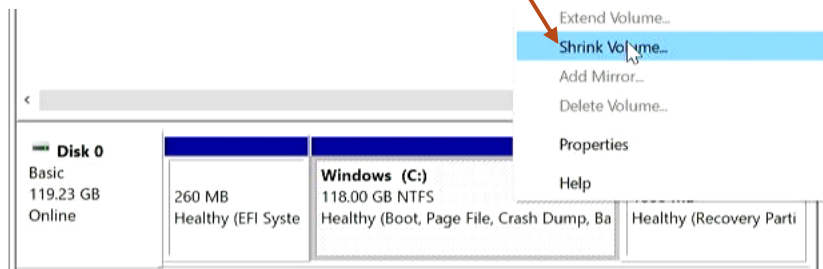 Extend Volume...
Shrink Volume...
Add Mirror...
Delete Volume...
Properties
Help
Disk 0
Basic
119.23 GB
Online
260 MB
Healthy (EFI Syste
Windows (C:)
118.00 GB NTFS
Healthy (Boot, Page File, Crash Dump, Ba
Healthy (Recovery Parti